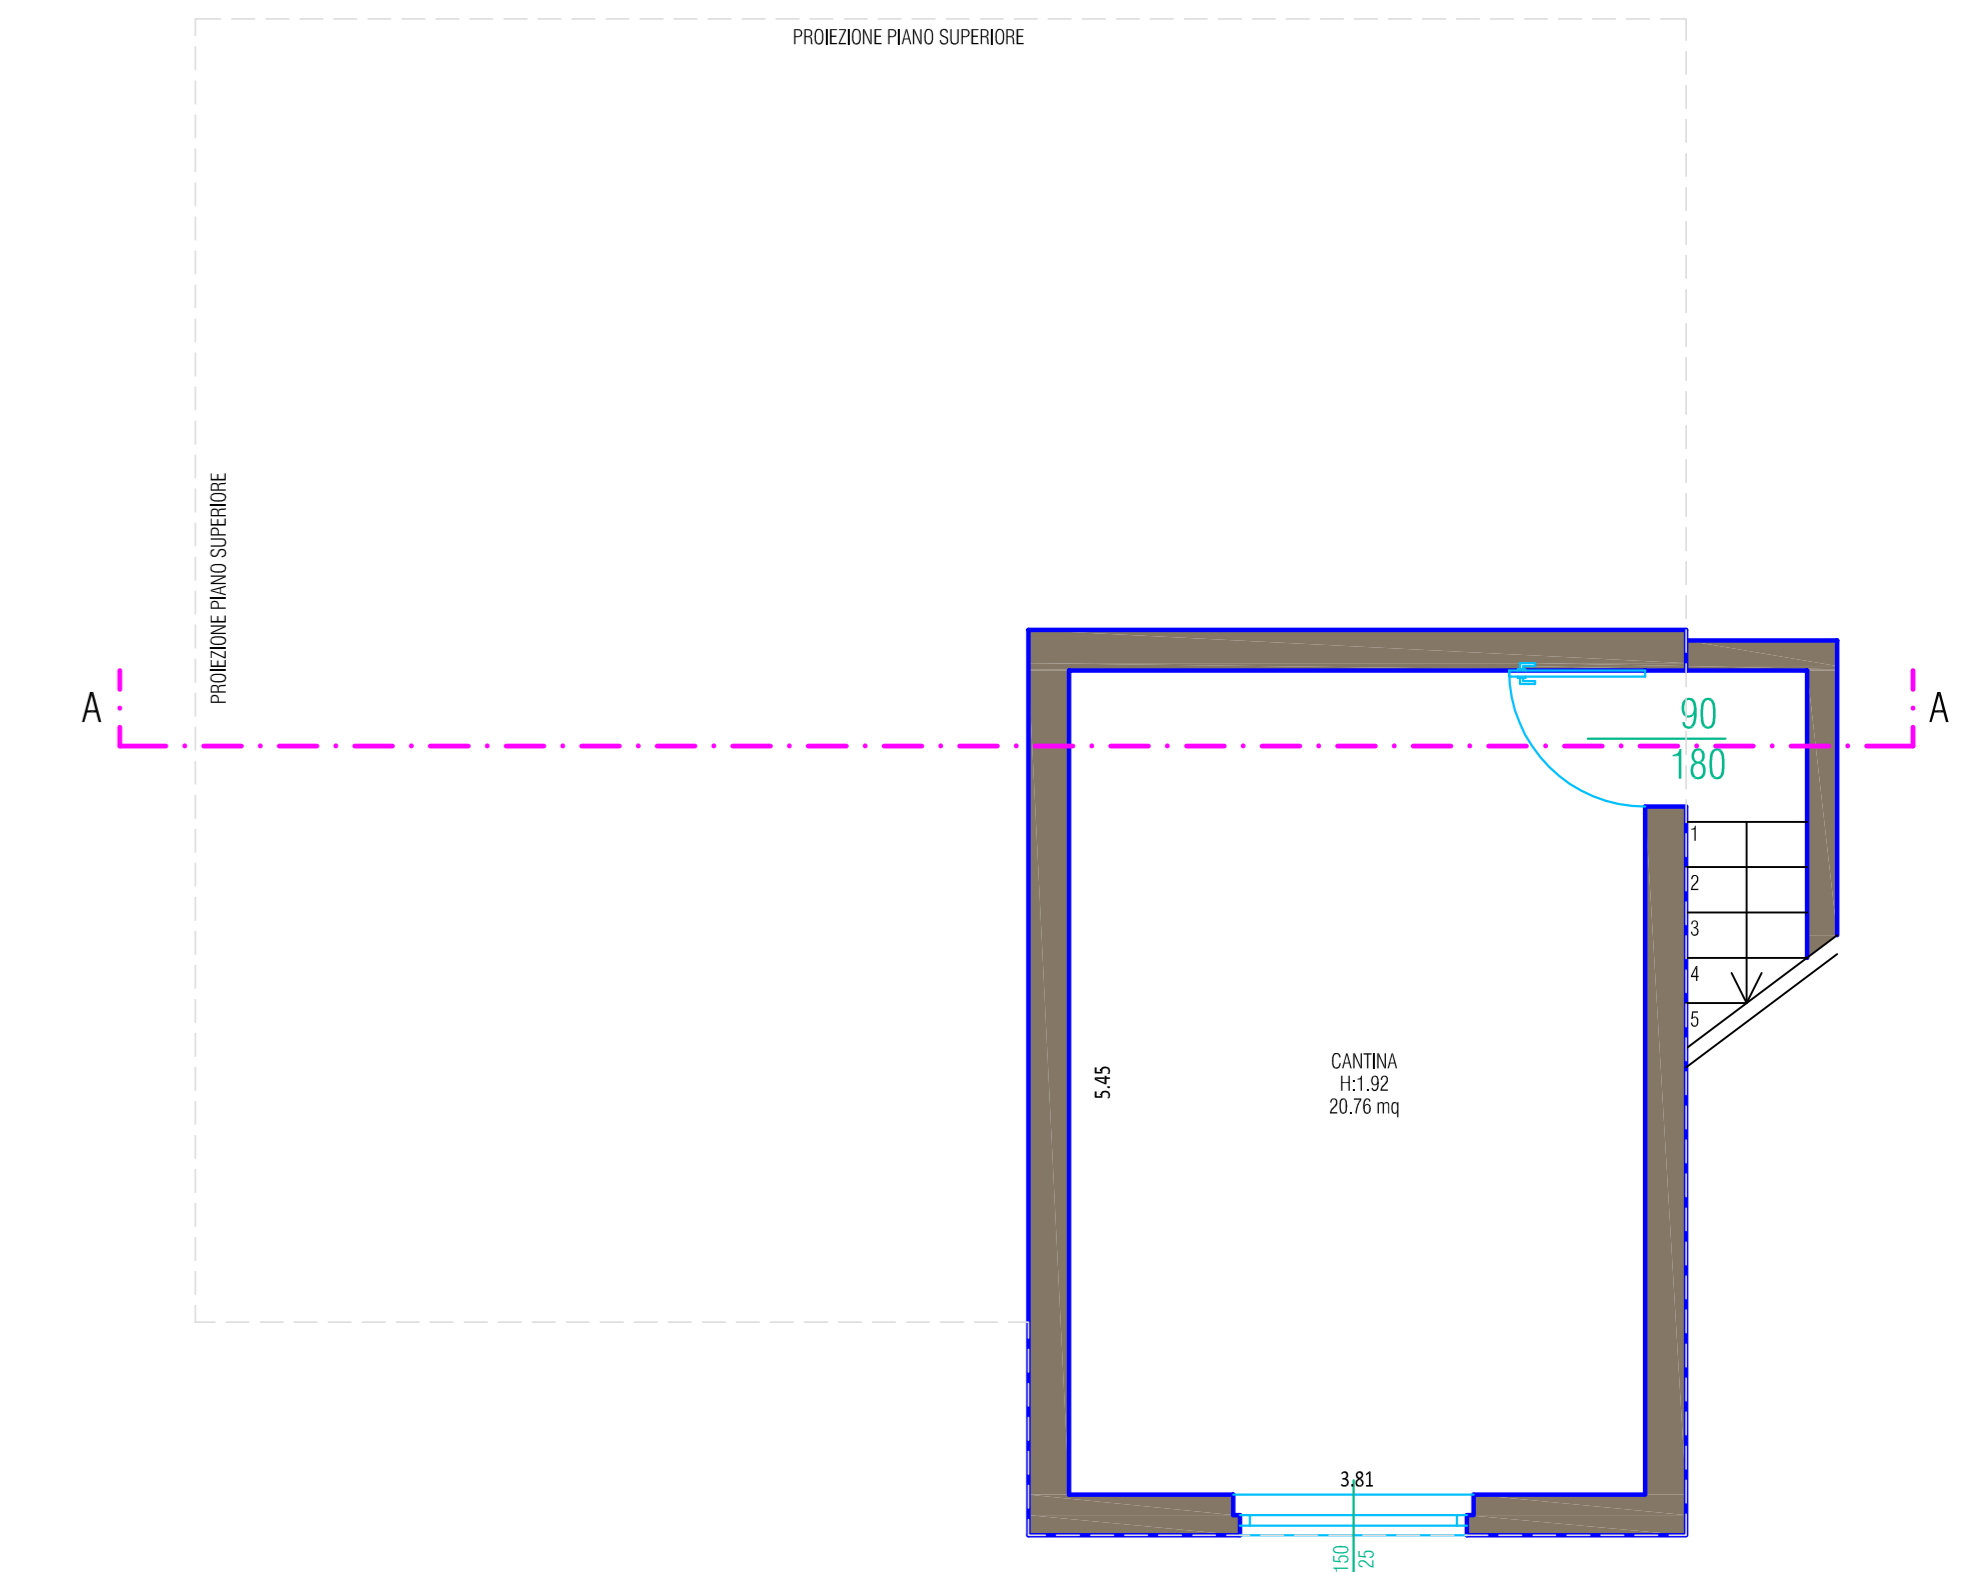 PROIEZIONE PIANO SUPERIORE
PROIEZIONE PIANO SUPERIORE
A
A
90
180
1
2
3
4
5
CANTINA
H:1.92
20.76 mq
5.45
3.81
150
25